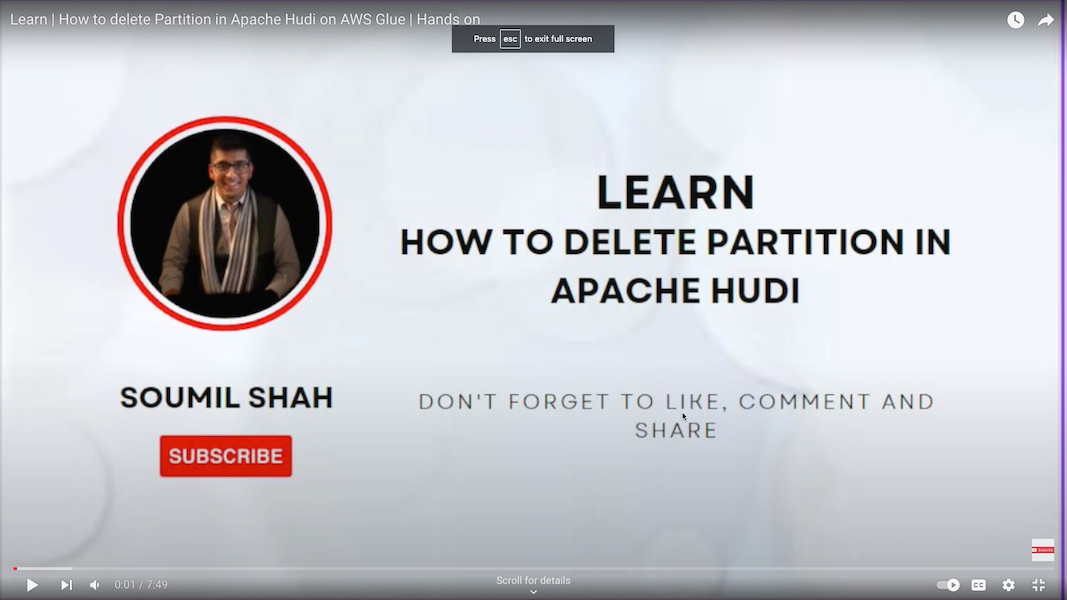 Learn | How to delete Partition in Apache Hudi on AWS Glue | Hands on
Press esc to exit full screen
LEARN
HOW TO DELETE PARTITION IN
APACHE HUDI
SOUMIL SHAH
SUBSCRIBE
DON'T FORGET TO LIKE, COMMENT AND
SHARE
0:01 / 7:49
Scroll for details
CC